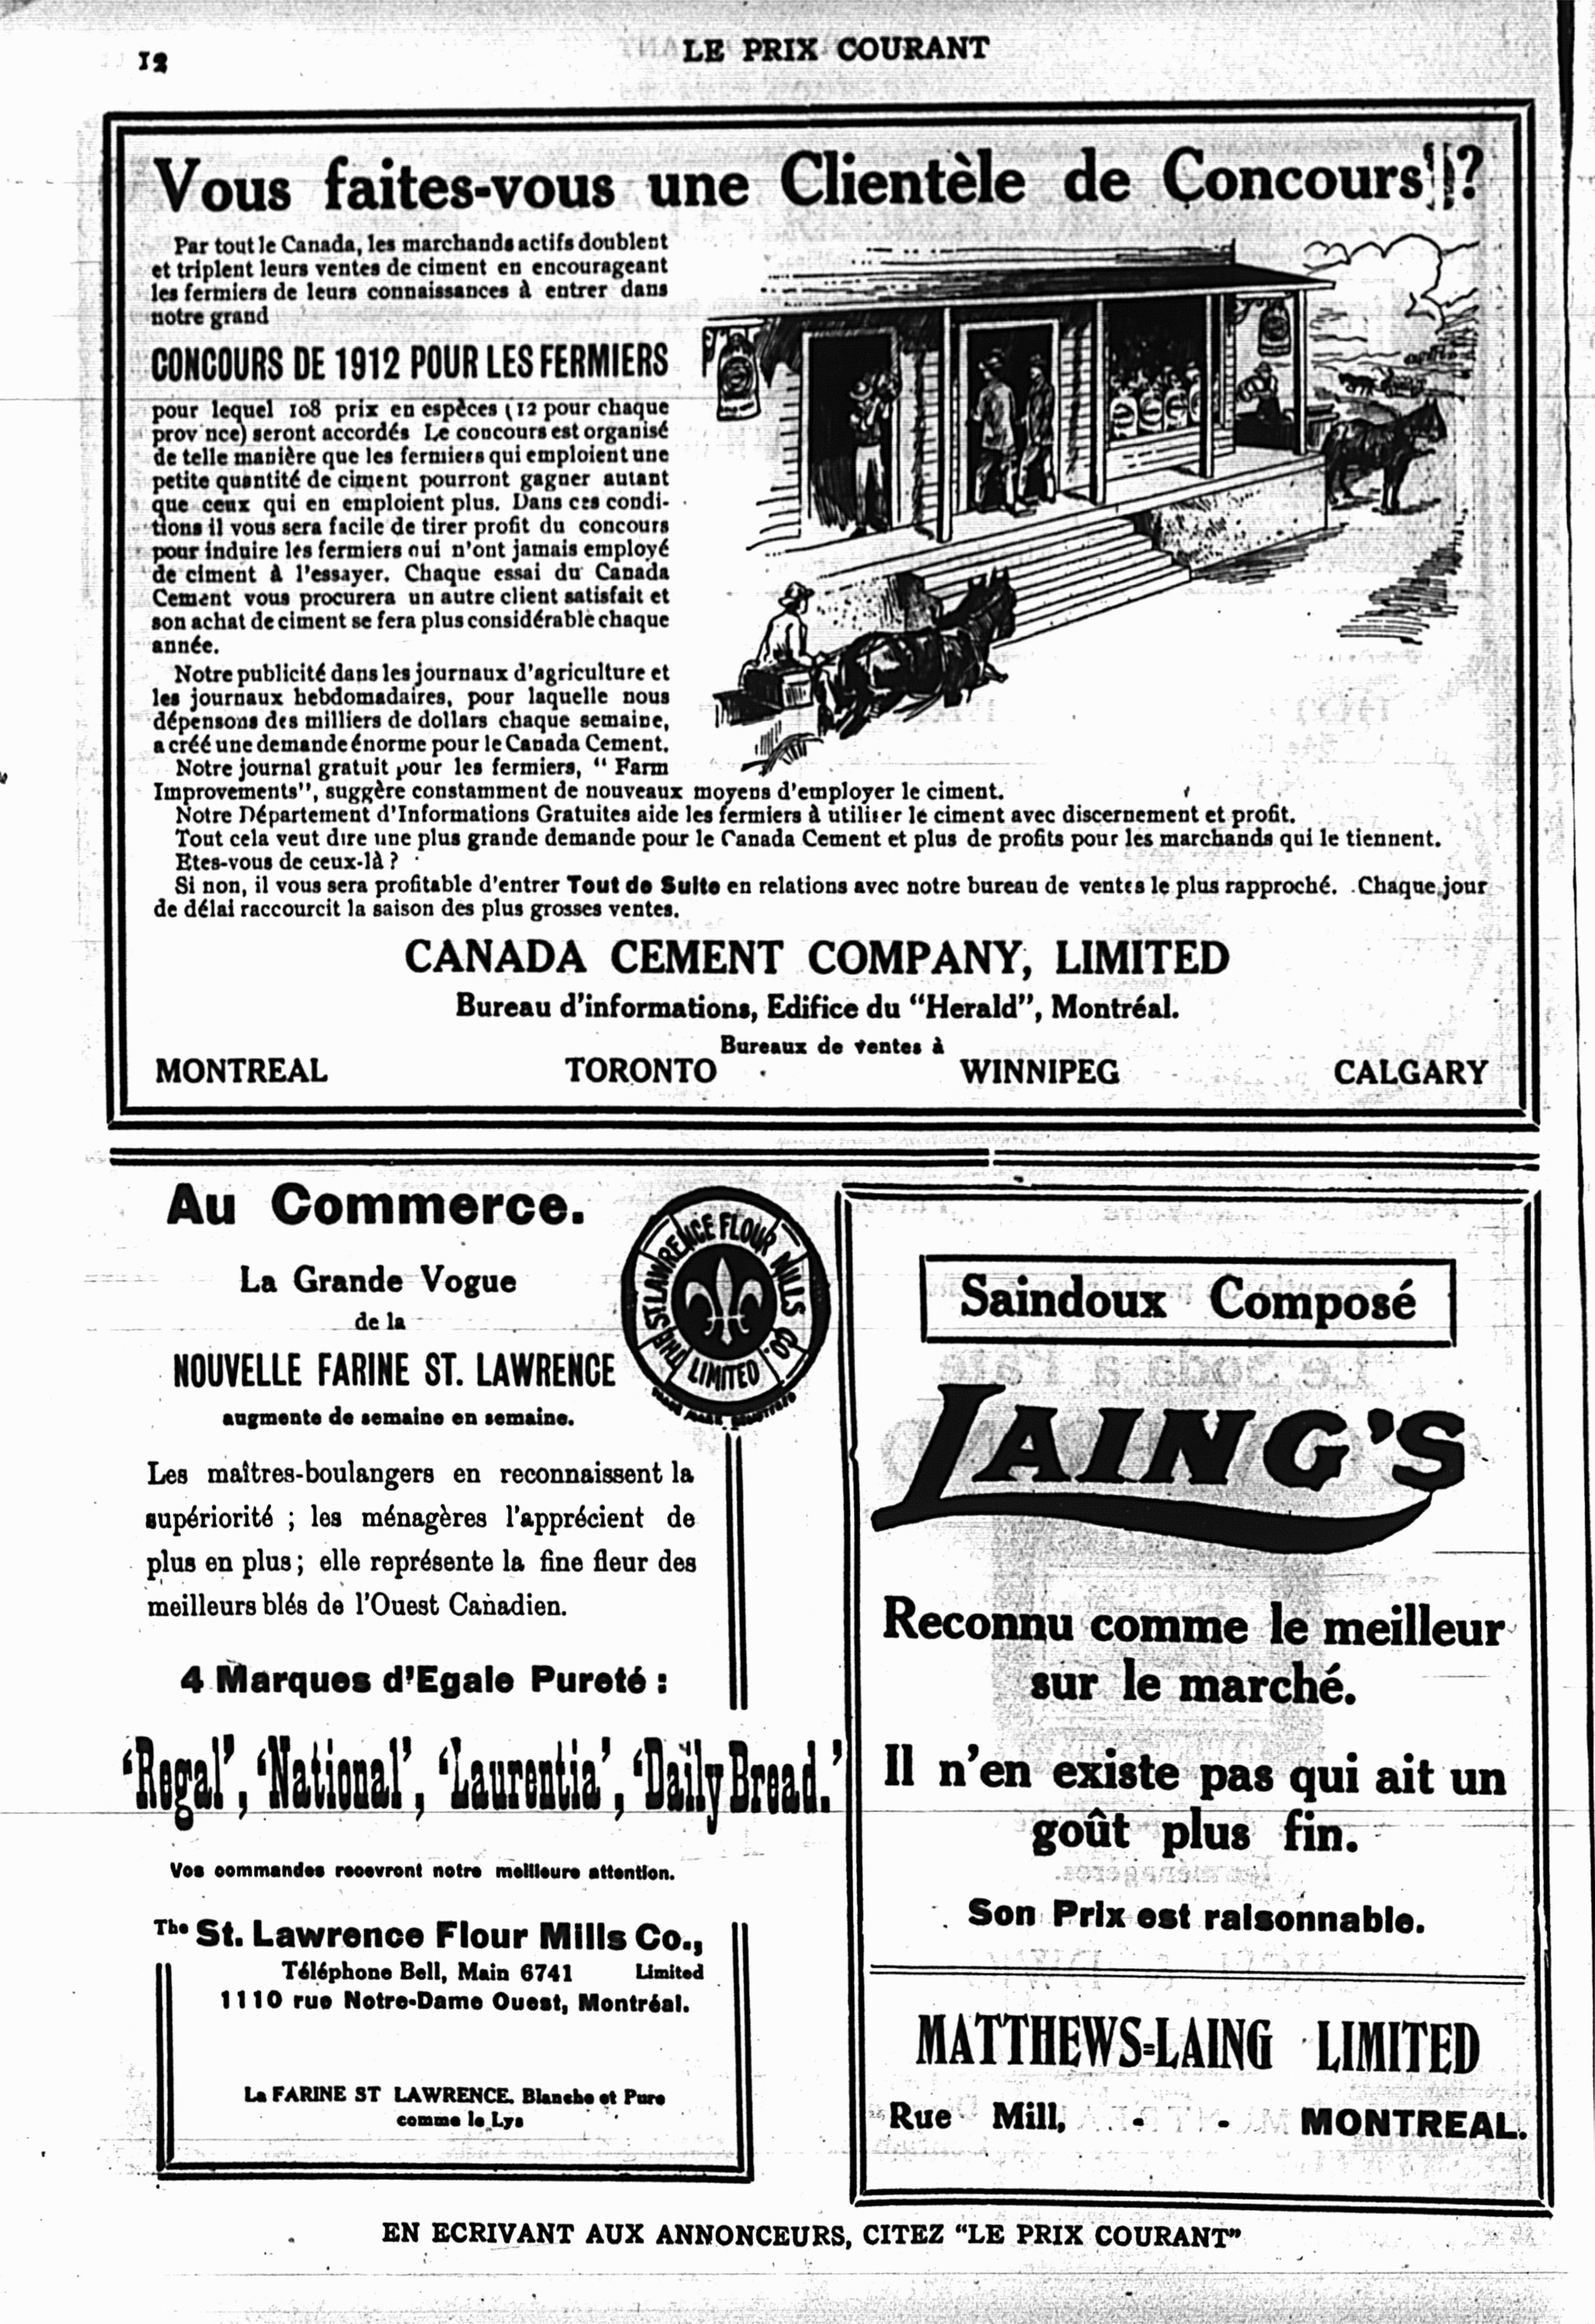 12
LE PRIX COURANT
Vous faites-vous une Clientèle de Concours ?
Par tout le Canada, les marchands actifs doublent
et triplent leurs ventes de ciment en encourageant
les fermiers de leurs connaissances à entrer dans
notre grand
CONCOURS DE 1912 POUR LES FERMIERS
pour lequel 108 prix en espèces (12 pour chaque
prov nce) seront accordés Le concours est organisé
de telle manière que les fermiers qui emploient une
petite quantité de ciment pourront gagner autant
que ceux qui en emploient plus. Dans ces condi-
tions il vous sera facile de tirer profit du concours
pour induire les fermiers qui n'ont jamais employé
de ciment à l'essayer. Chaque essai du Canada
Cement vous procurera un autre client satisfait et
son achat de ciment se fera plus considérable chaque
année.
Notre publicité dans les journaux d'agriculture et
les journaux hebdomadaires, pour laquelle nous
dépensons des milliers de dollars chaque semaine,
a créé une demande énorme pour le Canada Cement.
Notre journal gratuit pour les fermiers, "Farm
Improvements", suggère constamment de nouveaux moyens d'employer le ciment.
Notre Département d'Informations Gratuites aide les fermiers à utiliser le ciment avec discernement et profit.
Tout cela veut dire une plus grande demande pour le Canada Cement et plus de profits pour les marchands qui le tiennent.
Etes-vous de ceux-là ?
Si non, il vous sera profitable d'entrer Tout de Suite en relations avec notre bureau de ventes le plus rapproché. Chaque jour
de délai raccourcit la saison des plus grosses ventes.
CANADA CEMENT COMPANY, LIMITED
Bureau d'informations, Edifice du "Herald", Montréal.
Bureaux de ventes à
MONTREAL TORONTO WINNIPEG CALGARY
Au Commerce.
La Grande Vogue
de la
NOUVELLE FARINE ST. LAWRENCE
augmente de semaine en semaine.
THE ST. LAWRENCE FLOUR MILLS CO. LIMITED
Les maîtres-boulangers en reconnaissent la
supériorité ; les ménagères l'apprécient de
plus en plus; elle représente la fine fleur des
meilleurs blés de l'Ouest Canadien.
4 Marques d'Egale Pureté :
'Regal', 'National', 'Laurentia', 'Daily Bread.'
Vos commandes recevront notre meilleure attention.
The St. Lawrence Flour Mills Co.,
Téléphone Bell, Main 6741 Limited
1110 rue Notre-Dame Ouest, Montréal.
La FARINE ST LAWRENCE. Blanche et Pure
comme le Lys
Saindoux Composé
LAING'S
Reconnu comme le meilleur
sur le marché.
Il n'en existe pas qui ait un
goût plus fin.
Son Prix est raisonnable.
MATTHEWS-LAING LIMITED
Rue Mill, - - MONTREAL.
EN ECRIVANT AUX ANNONCEURS, CITEZ "LE PRIX COURANT"